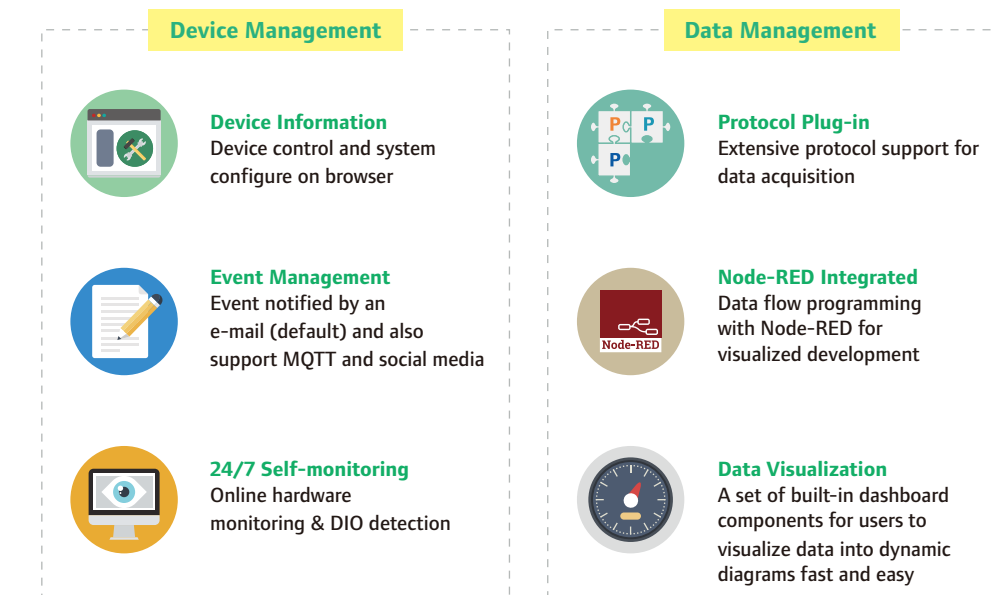 Device Management
Device Information
Device control and system
configure on browser
Event Management
Event notified by an
e-mail (default) and also
support MQTT and social media
24/7 Self-monitoring
Online hardware
monitoring & DIO detection
Data Management
P P
P
Protocol Plug-in
Extensive protocol support for
data acquisition
Node-RED
Node-RED Integrated
Data flow programming
with Node-RED for
visualized development
Data Visualization
A set of built-in dashboard
components for users to
visualize data into dynamic
diagrams fast and easy